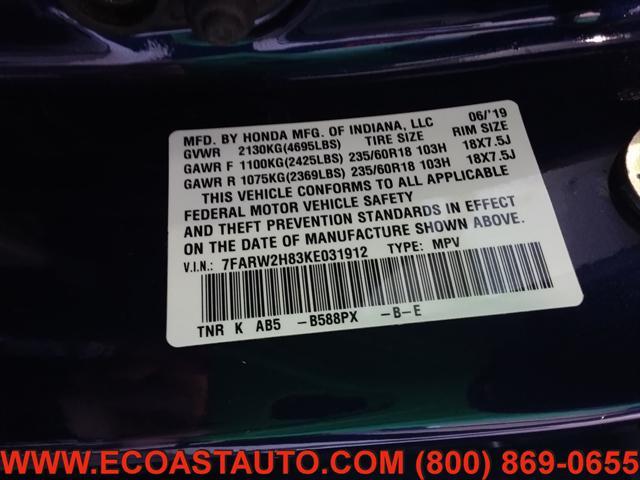 MFD. BY HONDA MFG. OF INDIANA, LLC 06/'19
GVWR 2130KG(4695LBS) TIRE SIZE RIM SIZE
GAWR F 1100KG(2425LBS) 235/60R18 103H 18X7.5J
GAWR R 1075KG(2369LBS) 235/60R18 103H 18X7.5J
THIS VEHICLE CONFORMS TO ALL APPLICABLE
FEDERAL MOTOR VEHICLE SAFETY
AND THEFT PREVENTION STANDARDS IN EFFECT
ON THE DATE OF MANUFACTURE SHOWN ABOVE.
V.I.N.: 7FARW2H83KE031912 TYPE: MPV
TNR K AB5 -B588PX -B-E
WWW.ECOASTAUTO.COM (800) 869-0655